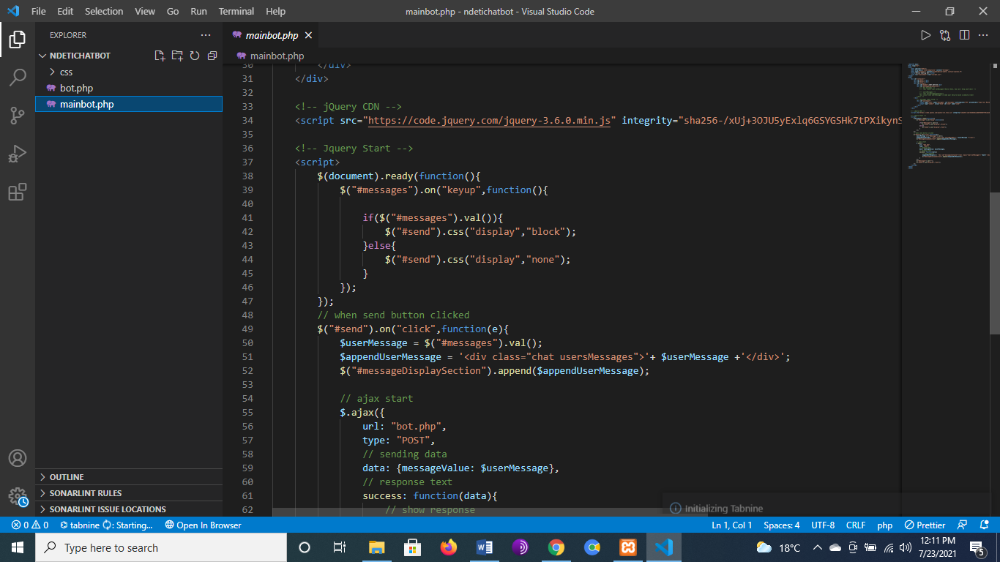 File Edit Selection View Go Run Terminal Help mainbot.php - ndetichatbot - Visual Studio Code
EXPLORER
NDETICHATBOT
css
bot.php
mainbot.php
OUTLINE
SONARLINT RULES
SONARLINT ISSUE LOCATIONS
mainbot.php
mainbot.php
30 </div>
31 </div>
32
33 <!-- jQuery CDN -->
34 <script src="https://code.jquery.com/jquery-3.6.0.min.js" integrity="sha256-/xUj+3OJU5yExlq6GSYGSHk7tPXikynS
35
36 <!-- Jquery Start -->
37 <script>
38 $(document).ready(function(){
39 $("#messages").on("keyup",function(){
40
41 if($("#messages").val()){
42 $("#send").css("display","block");
43 }else{
44 $("#send").css("display","none");
45 }
46 });
47 });
48 // when send button clicked
49 $("#send").on("click",function(e){
50 $userMessage = $("#messages").val();
51 $appendUserMessage = '<div class="chat usersMessages">'+ $userMessage +'</div>';
52 $("#messageDisplaySection").append($appendUserMessage);
53
54 // ajax start
55 $.ajax({
56 url: "bot.php",
57 type: "POST",
58 // sending data
59 data: {messageValue: $userMessage},
60 // response text
61 success: function(data){
62 // show response
Initializing Tabnine
0 0 tabnine : Starting... Open In Browser Ln 1, Col 1 Spaces: 4 UTF-8 CRLF php Prettier
Type here to search 18°C 12:11 PM
7/23/2021
5